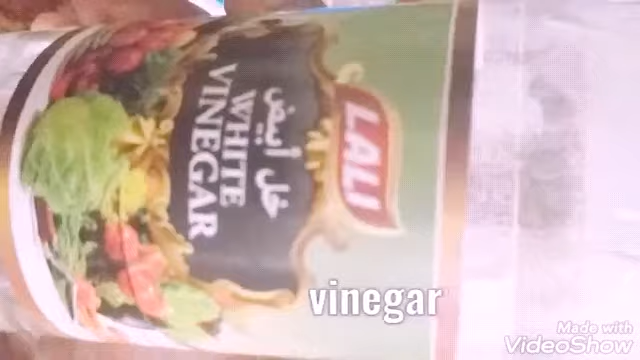 LALI
خل أبيض
WHITE
VINEGAR
vinegar
Made with
VideoShow